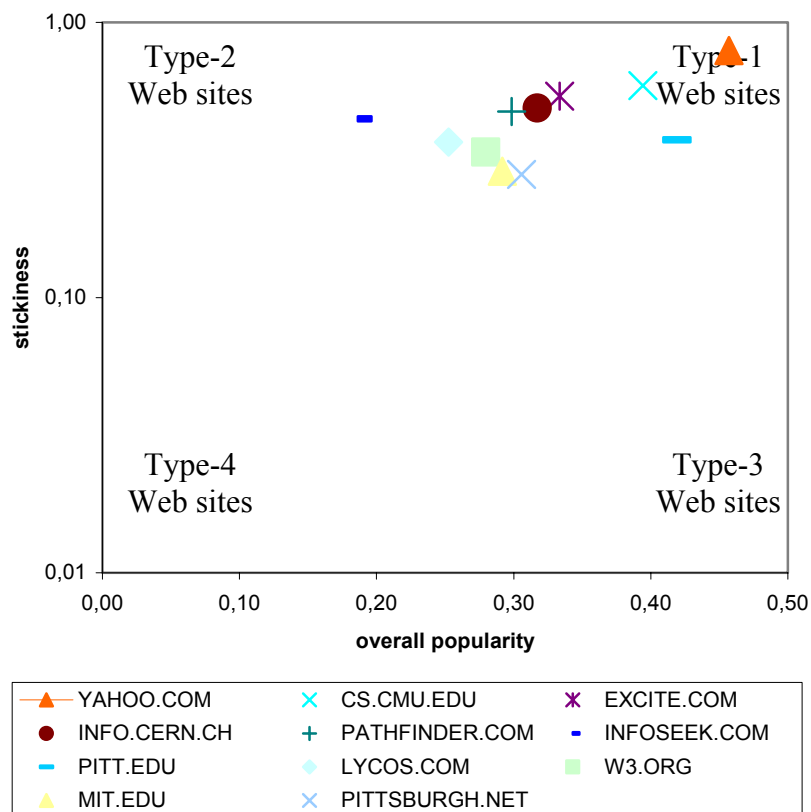 1,00
Type-2
Web sites
Type-1
Web sites
0,10
stickiness
Type-4
Web sites
Type-3
Web sites
0,01
0,00 0,10 0,20 0,30 0,40 0,50
overall popularity
YAHOO.COM CS.CMU.EDU EXCITE.COM
INFO.CERN.CH PATHFINDER.COM INFOSEEK.COM
PITT.EDU LYCOS.COM W3.ORG
MIT.EDU PITTSBURGH.NET